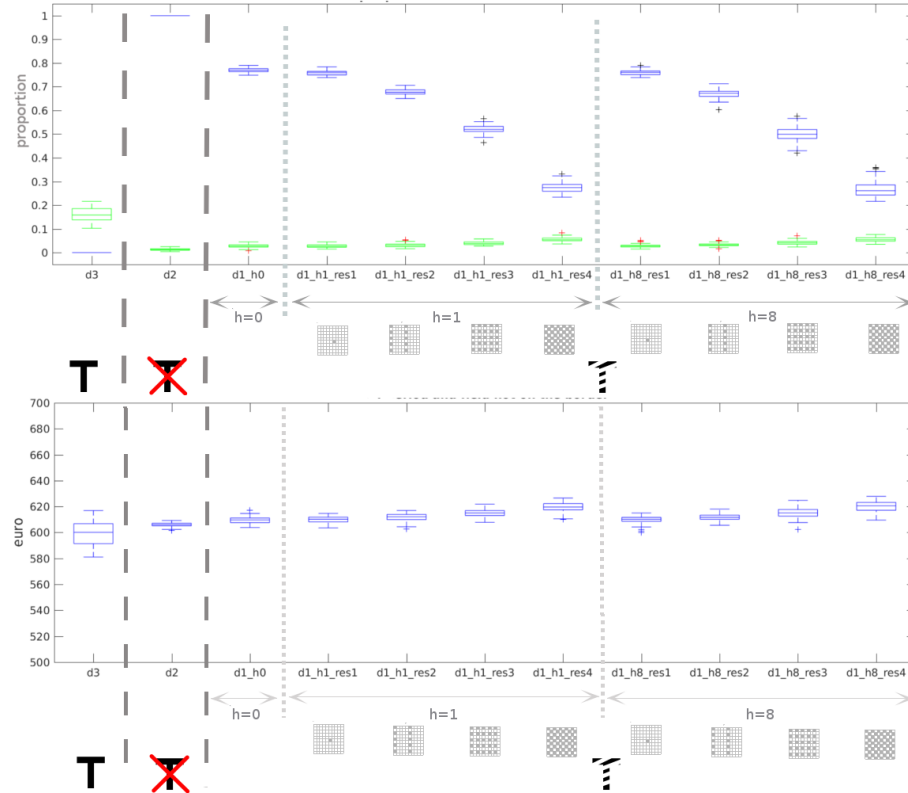 1
0.9
0.8
0.7
0.6
0.5
0.4
0.3
0.2
0.1
0
proportion
d3 d2 d1_h0 d1_h1_res1 d1_h1_res2 d1_h1_res3 d1_h1_res4 d1_h8_res1 d1_h8_res2 d1_h8_res3 d1_h8_res4
h=0 h=1 h=8
T T T
700
680
660
640
620
600
580
560
540
520
500
euro
d3 d2 d1_h0 d1_h1_res1 d1_h1_res2 d1_h1_res3 d1_h1_res4 d1_h8_res1 d1_h8_res2 d1_h8_res3 d1_h8_res4
h=0 h=1 h=8
T T T